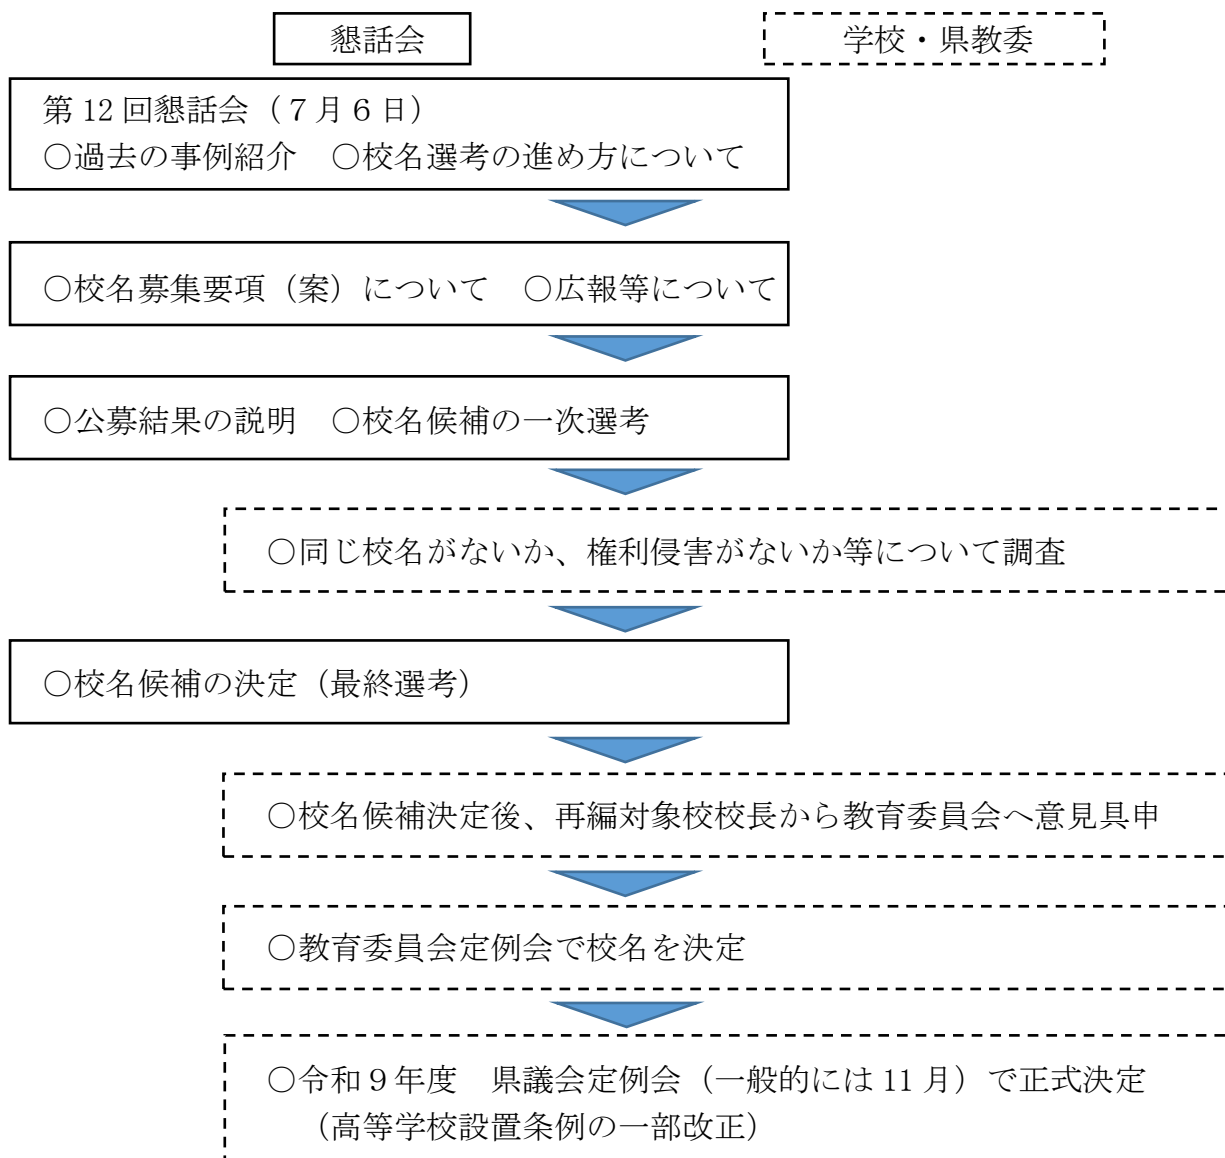 懇話会
学校・県教委
第 12 回懇話会（７月６日）
○過去の事例紹介　○校名選考の進め方について
○校名募集要項（案）について　○広報等について
○公募結果の説明　○校名候補の一次選考
○同じ校名がないか、権利侵害がないか等について調査
○校名候補の決定（最終選考）
○校名候補決定後、再編対象校校長から教育委員会へ意見具申
○教育委員会定例会で校名を決定
○令和９年度　県議会定例会（一般的には 11 月）で正式決定
（高等学校設置条例の一部改正）